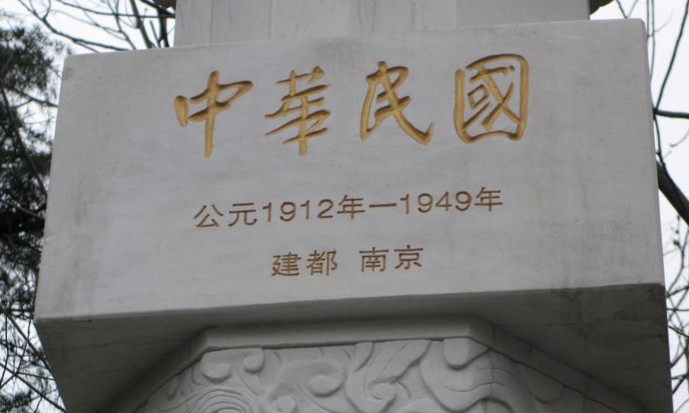 中華民國
公元1912年—1949年
建都 南京